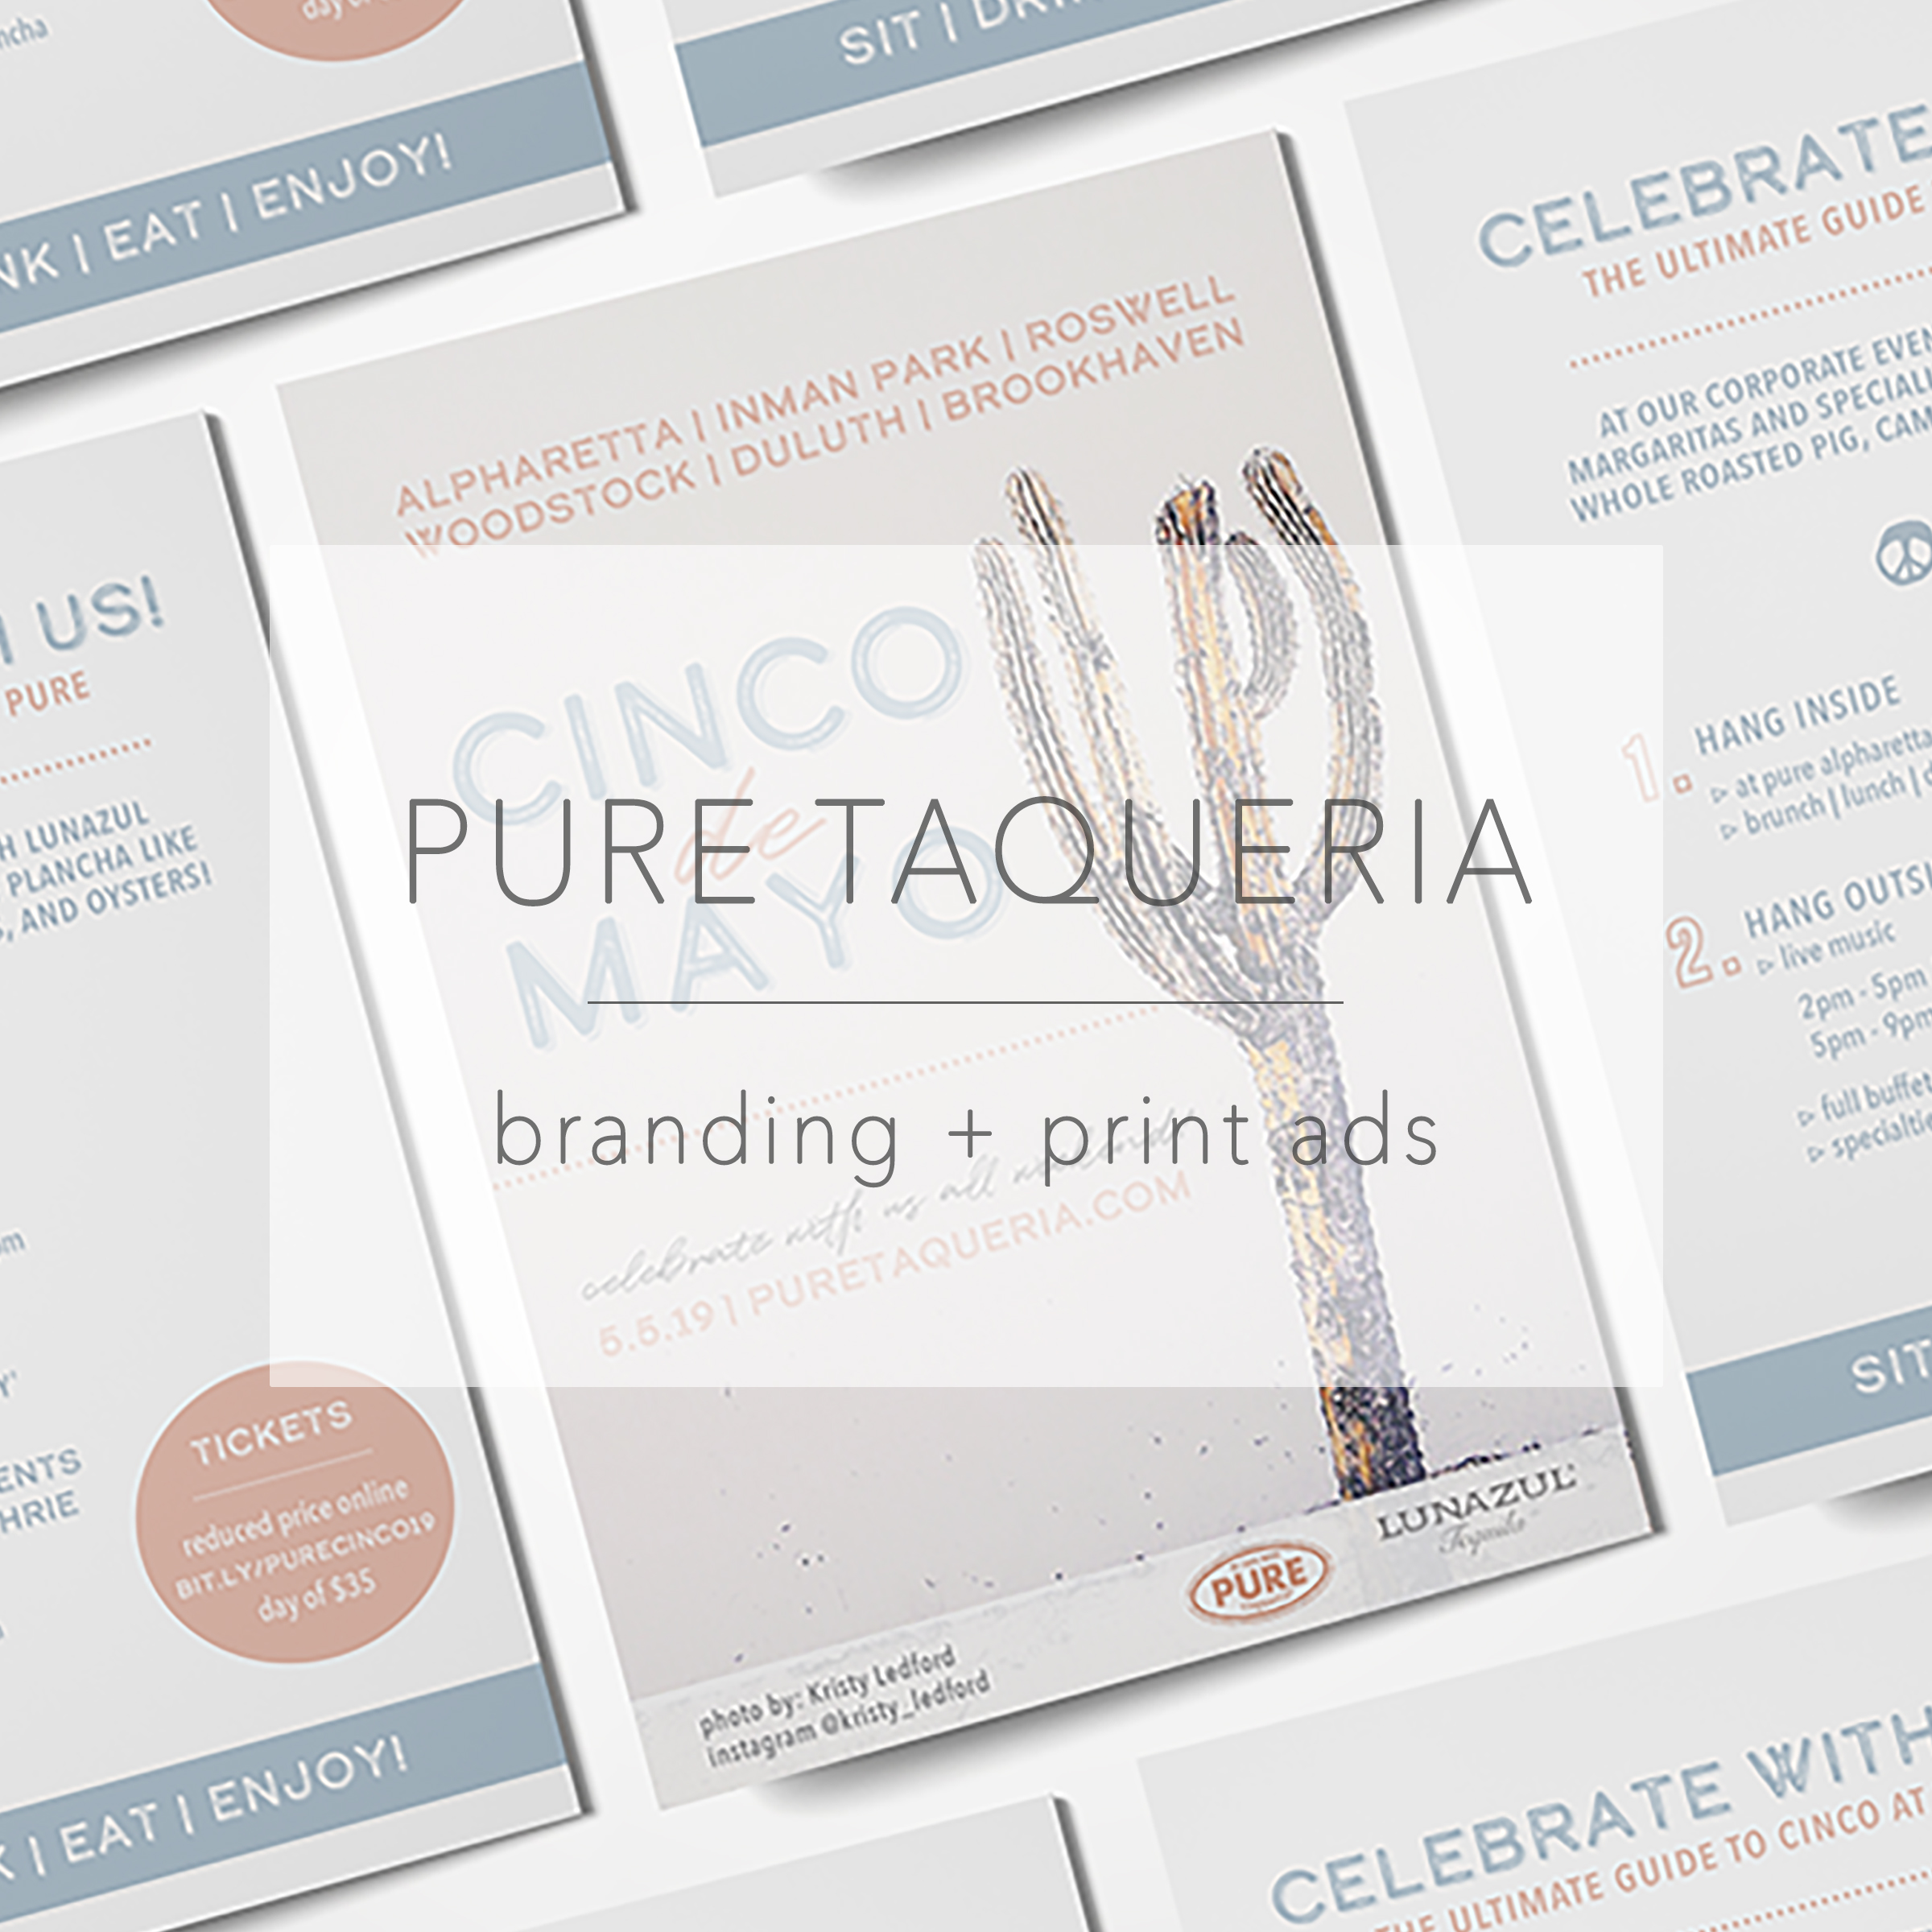 ncha
NK | EAT | ENJOY!
SIT |
CELEBRATE
THE ULTIMATE GUIDE
AT OUR CORPORATE EVEN
MARGARITAS AND SPECIALI
WHOLE ROASTED PIG, CAM
1. HANG INSIDE
▷ at pure alpharetta
▷ brunch | lunch | d
2. HANG OUTSI
▷ live music
2pm - 5pm
5pm - 9pm
▷ full buffet
▷ specialtie
SIT
ALPHARETTA | INMAN PARK | ROSWELL
WOODSTOCK | DULUTH | BROOKHAVEN
CINCO
de
MAYO
celebrate with us all weekend!
5.5.19 | PURETAQUERIA.COM
PURE TAQUERIA
branding + print ads
PURE
LUNAZUL
Tequila
photo by: Kristy Ledford
instagram @kristy_ledford
US!
PURE
H LUNAZUL
PLANCHA LIKE
S, AND OYSTERS!
ENTS
HRIE
TICKETS
reduced price online
BIT.LY/PURECINCO19
day of $35
K | EAT | ENJOY!
CELEBRATE WITH
THE ULTIMATE GUIDE TO CINCO AT